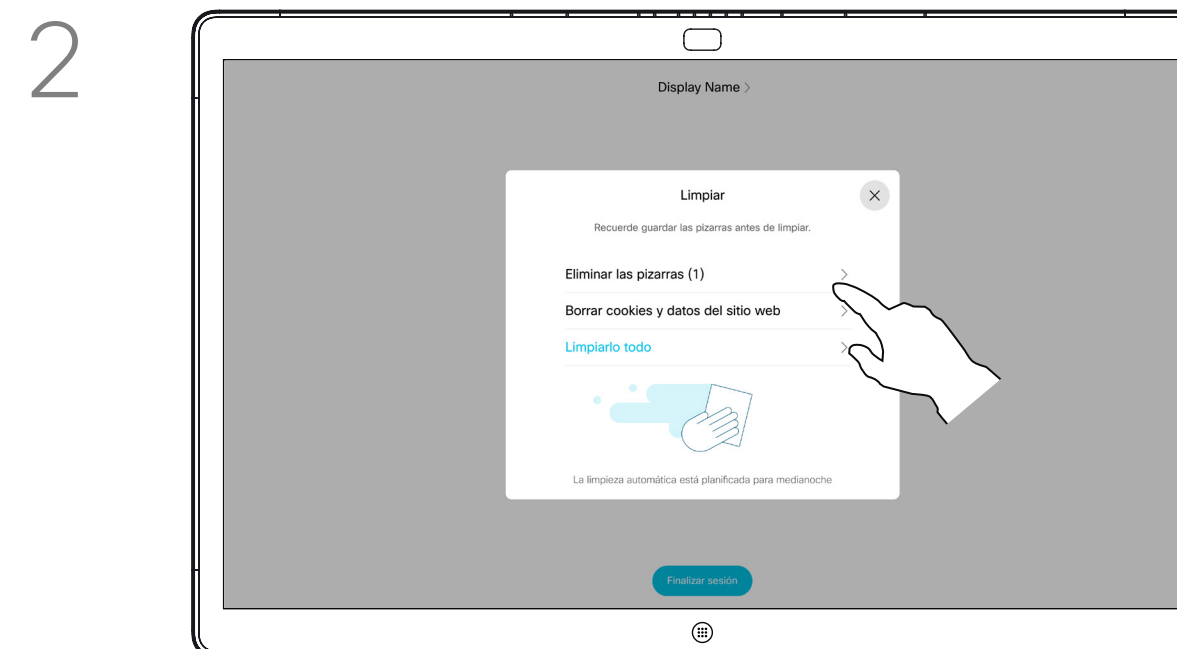 2
Display Name >
Limpiar
Recuerde guardar las pizarras antes de limpiar.
Eliminar las pizarras (1)
Borrar cookies y datos del sitio web
Limpiarlo todo
La limpieza automática está planificada para medianoche
Finalizar sesión